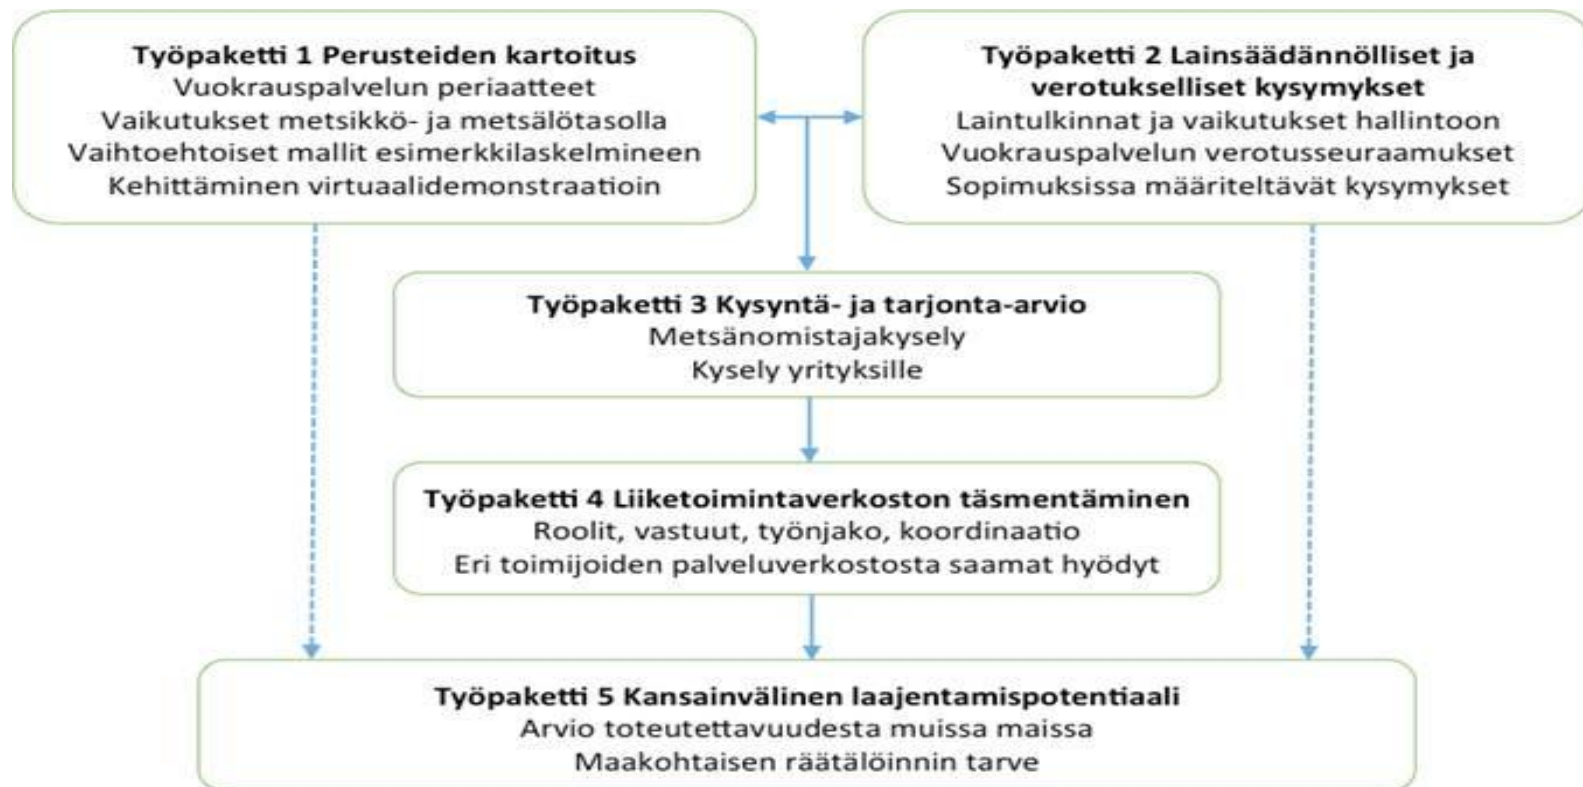 Työpaketti 1 Perusteiden kartoitus
Vuokrauspalvelun periaatteet
Vaikutukset metsikkö- ja metsälötasolla
Vaihtoehtoiset mallit esimerkkilaskelmineen
Kehittäminen virtuaalidemonstraatioin
Työpaketti 2 Lainsäädännölliset ja
verotukselliset kysymykset
Laintulkinnat ja vaikutukset hallintoon
Vuokrauspalvelun verotusseuraamukset
Sopimuksissa määriteltävät kysymykset
Työpaketti 3 Kysyntä- ja tarjonta-arvio
Metsänomistajakysely
Kysely yrityksille
Työpaketti 4 Liiketoimintaverkoston täsmentäminen
Roolit, vastuut, työnjako, koordinaatio
Eri toimijoiden palveluverkostosta saamat hyödyt
Työpaketti 5 Kansainvälinen laajentamispotentiaali
Arvio toteutettavuudesta muissa maissa
Maakohtaisen räätälöinnin tarve